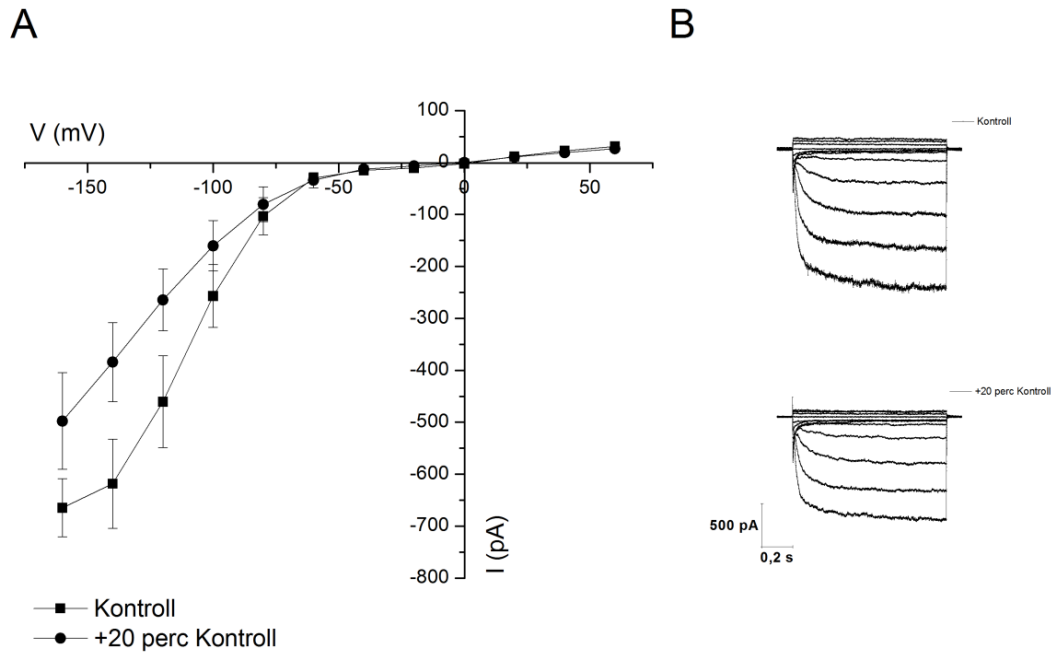 A
B
V (mV)
100
0
-100
-200
-300
-400
-500
-600
-700
-800
-150
-100
-50
0
50
I (pA)
Kontroll
+20 perc Kontroll
Kontroll
+20 perc Kontroll
500 pA
0,2 s